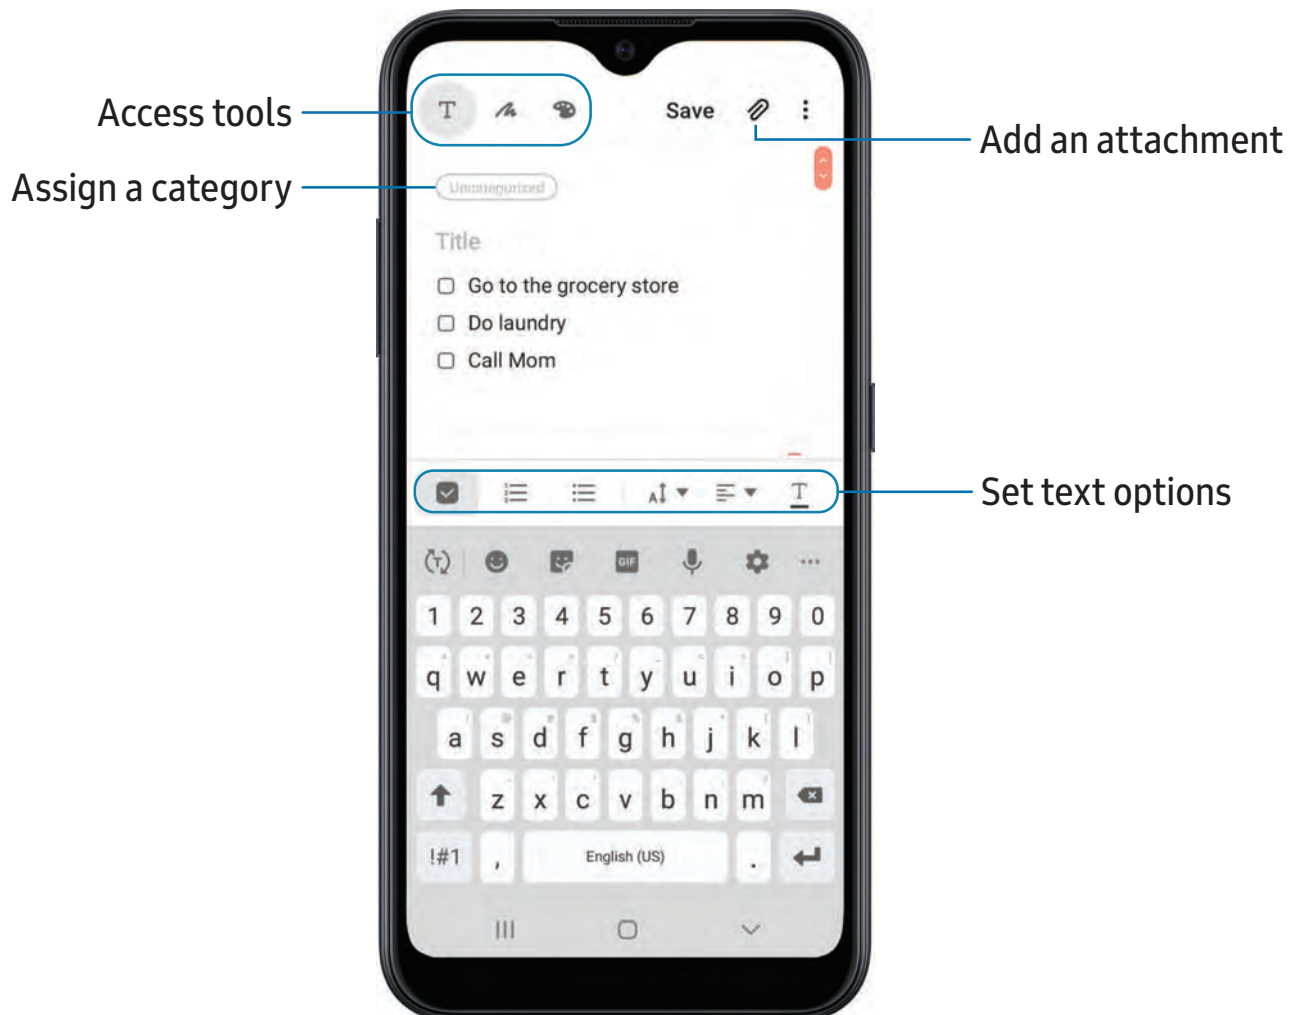 Access tools
T
Save
Add an attachment
Assign a category
Uncategorized
Title
Go to the grocery store
Do laundry
Call Mom
A T
Set text options
T GIF
1 2 3 4 5 6 7 8 9 0
q w e r t y u i o p
a s d f g h j k l
z x c v b n m
!#1 , English (US) .